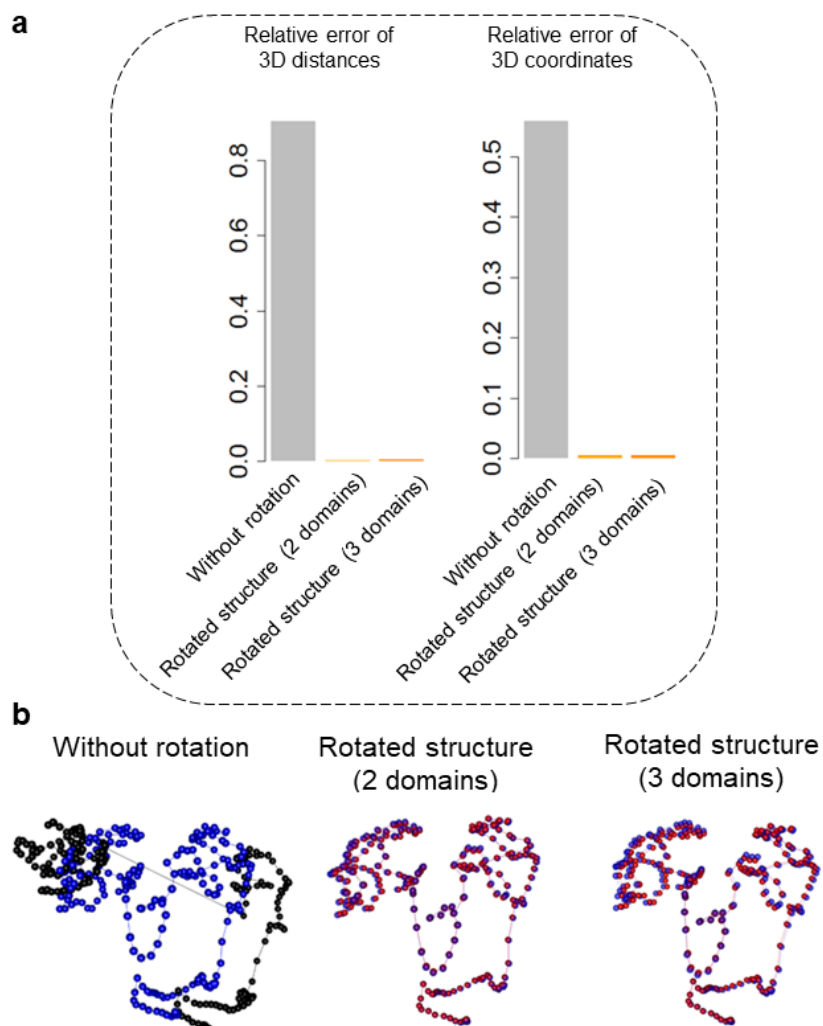 a
Relative error of
3D distances
Relative error of
3D coordinates
0.0
0.2
0.4
0.6
0.8
Without rotation
Rotated structure (2 domains)
Rotated structure (3 domains)
0.0
0.1
0.2
0.3
0.4
0.5
Without rotation
Rotated structure (2 domains)
Rotated structure (3 domains)
b
Without rotation
Rotated structure
(2 domains)
Rotated structure
(3 domains)